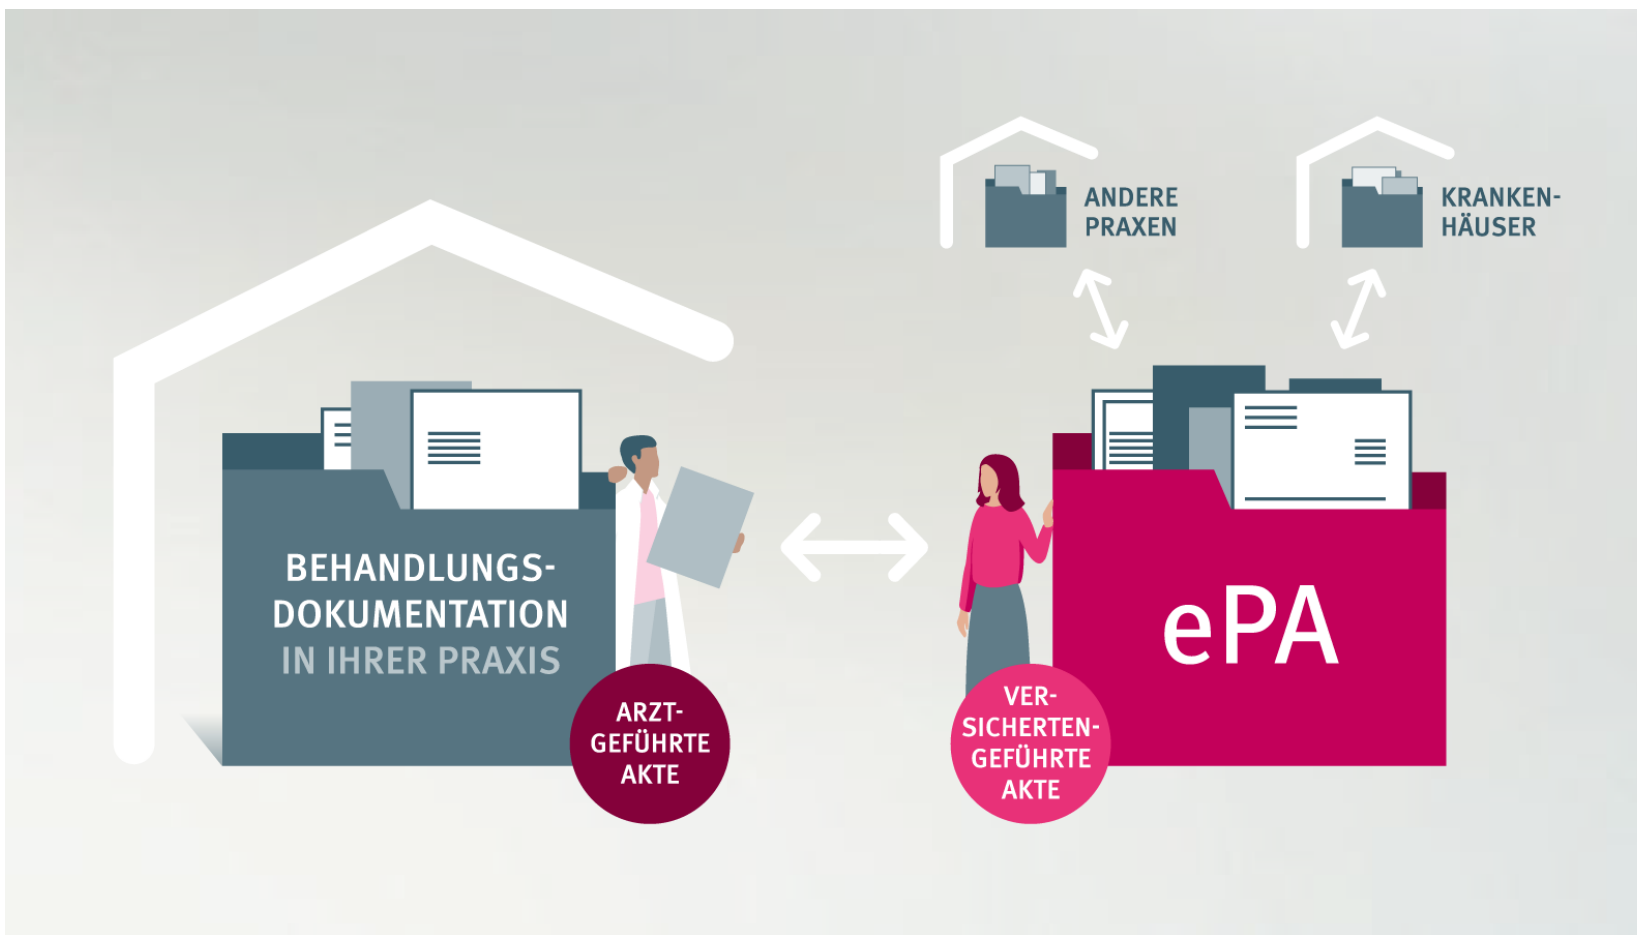 ANDERE
PRAXEN
KRANKEN-
HÄUSER
BEHANDLUNGS-
DOKUMENTATION
IN IHRER PRAXIS
ARZT-
GEFÜHRTE
AKTE
ePA
VER-
SICHERTEN-
GEFÜHRTE
AKTE